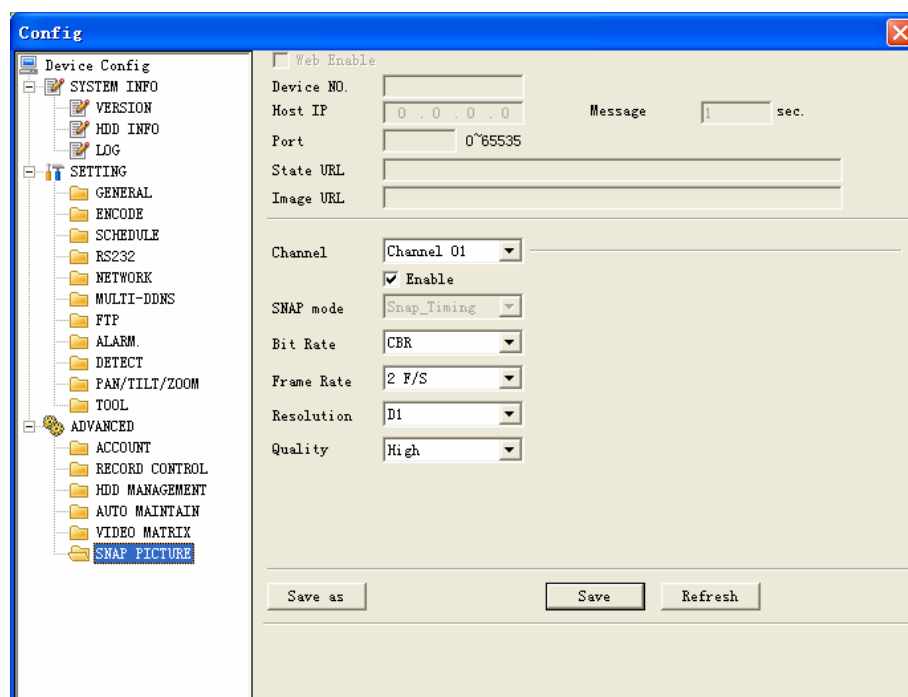 Config
Device Config
SYSTEM INFO
VERSION
HDD INFO
LOG
SETTING
GENERAL
ENCODE
SCHEDULE
RS232
NETWORK
MULTI-DDNS
FTP
ALARM.
DETECT
PAN/TILT/ZOOM
TOOL
ADVANCED
ACCOUNT
RECORD CONTROL
HDD MANAGEMENT
AUTO MAINTAIN
VIDEO MATRIX
SNAP PICTURE
Web Enable
Device NO.
Host IP 0 . 0 . 0 . 0 Message 1 sec.
Port 0~65535
State URL
Image URL
Channel Channel 01
Enable
SNAP mode Snap_Timing
Bit Rate CBR
Frame Rate 2 F/S
Resolution D1
Quality High
Save as Save Refresh